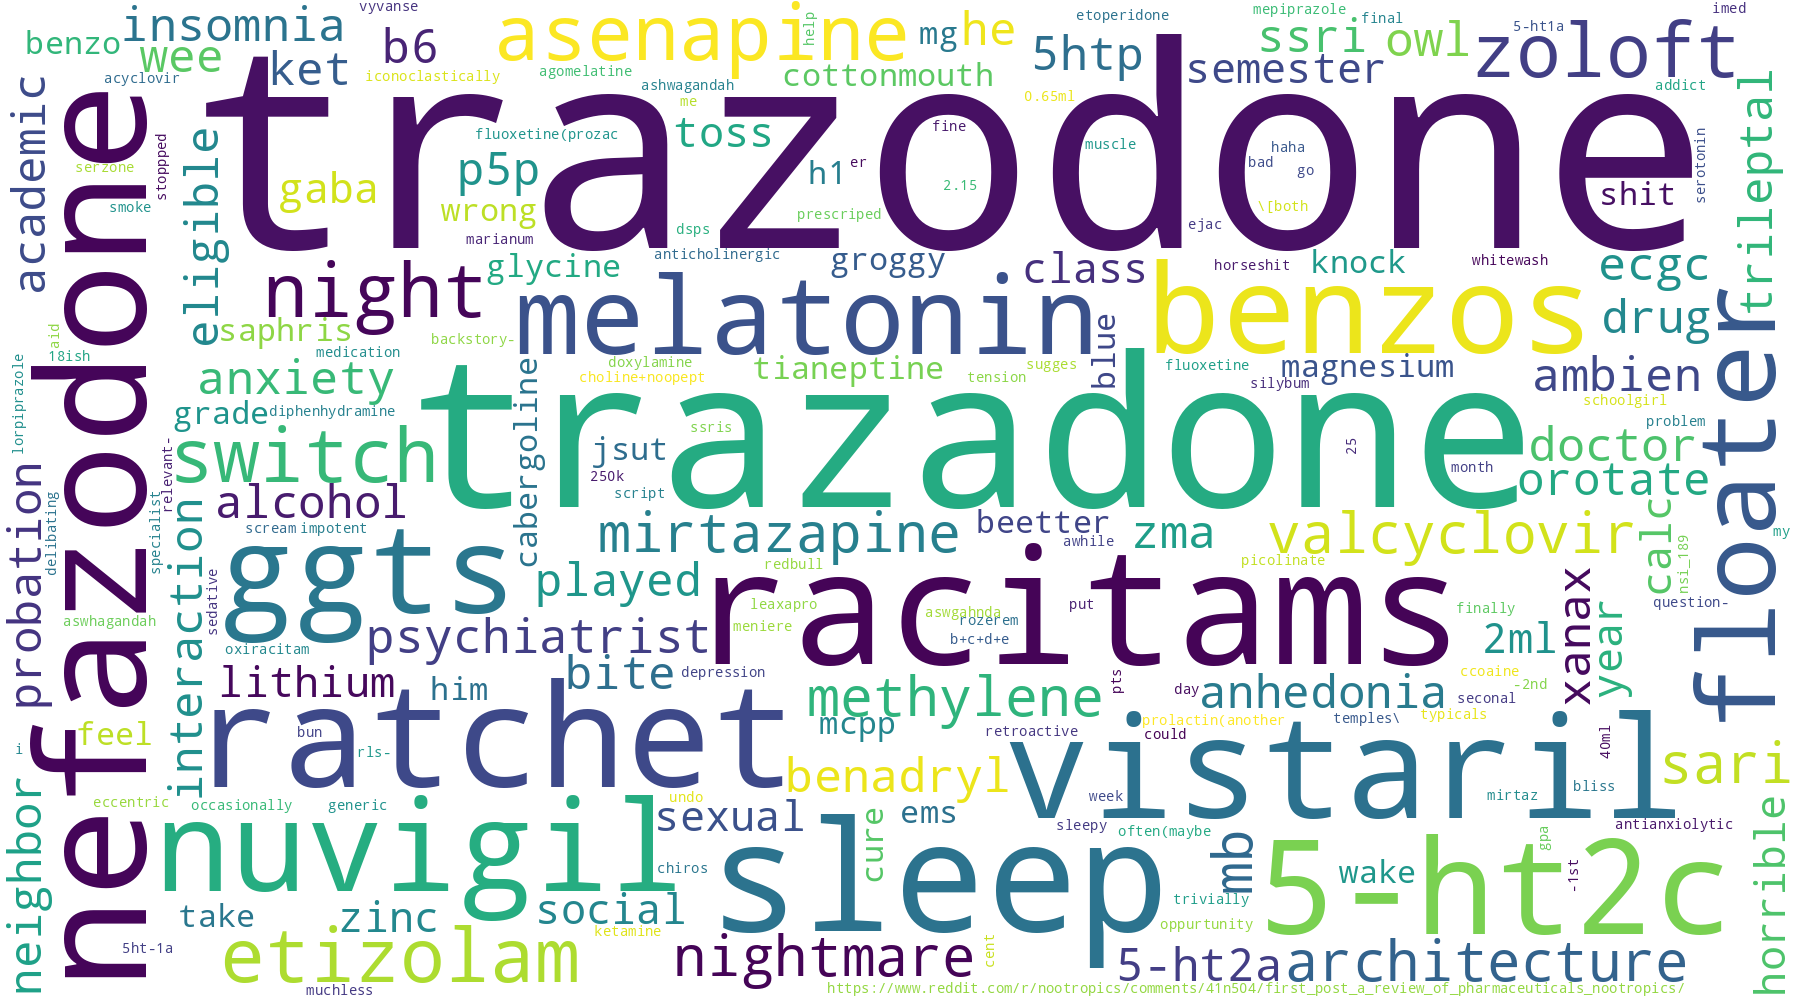 vyvanse
insomnia
asenapine
help
mg
he
etoperidone
mepiprazole
final
5-ht1a
imed
benzo
wee
b6
5htp
ssri
owl
zoloft
acyclovir
ket
iconoclastically
agomelatine
ashwagandah
cottonmouth
semester
addict
me
0.65ml
trazodone
academic
nefazodone
stopped
eligible
fluoxetine(prozac
toss
fine
muscle
haha
serotonin
trileptal
serzone
gaba
p5p
h1
er
bad
go
shit
smoke
wrong
2.15
prescriped
\[both
marianum
dsps
ejac
night
glycine
anticholinergic
groggy
class
horseshit
knock
whitewash
ecgc
melatonin
benzos
drug
floater
saphris
backstory-
blue
aid
18ish
medication
doxylamine
tianeptine
sugges
fluoxetine
magnesium
ambien
lorpiprazole
anxiety
choline+noopept
tension
silybum
schoolgirl
grade
diphenhydramine
cabergoline
trazadone
problem
switch
ssris
jsut
25
doctor
relevant-
250k
month
orotate
probation
delibating
specialist
alcohol
script
interaction
scream
impotent
mirtazapine
beetter
zma
valcyclovir
calc
my
awhile
nsi_189
ggts
redbull
picolinate
sedative
played
racitams
xanax
leaxapro
aswgahnda
put
finally
question-
year
aswhagandah
meniere
rozerem
b+c+d+e
2ml
oxiracitam
psychiatrist
lithium
him
bite
depression
pts
day
anhedonia
ccoaine
seconal
-2nd
methylene
ratchet
feel
bun
rls-
mcpp
prolactin(another
temples\
typicals
retroactive
could
40ml
vistaril
i
sari
neighbor
benadryl
bliss
eccentric
occasionally
generic
undo
week
mirtaz
nuvigil
sexual
ems
cure
sleepy
often(maybe
gpa
antianxiolytic
horrible
sleep
mb
5-ht2c
chiros
wake
-1st
take
zinc
social
trivially
oppurtunity
ketamine
cent
5ht-1a
etizolam
nightmare
5-ht2a
architecture
muchless
https://www.reddit.com/r/nootropics/comments/41n504/first_post_a_review_of_pharmaceuticals_nootropics/